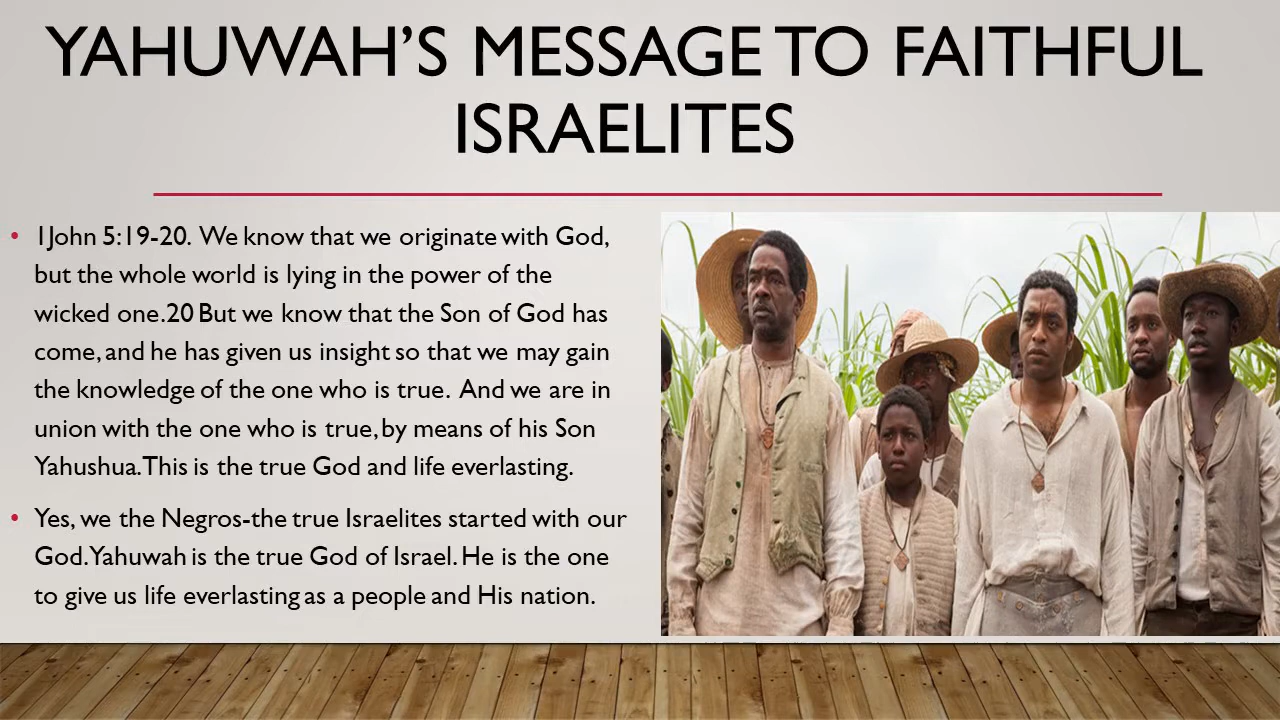 YAHUWAH’S MESSAGE TO FAITHFUL
ISRAELITES
• 1John 5:19-20. We know that we originate with God,
but the whole world is lying in the power of the
wicked one.20 But we know that the Son of God has
come, and he has given us insight so that we may gain
the knowledge of the one who is true. And we are in
union with the one who is true, by means of his Son
Yahushua. This is the true God and life everlasting.
• Yes, we the Negros-the true Israelites started with our
God. Yahuwah is the true God of Israel. He is the one
to give us life everlasting as a people and His nation.